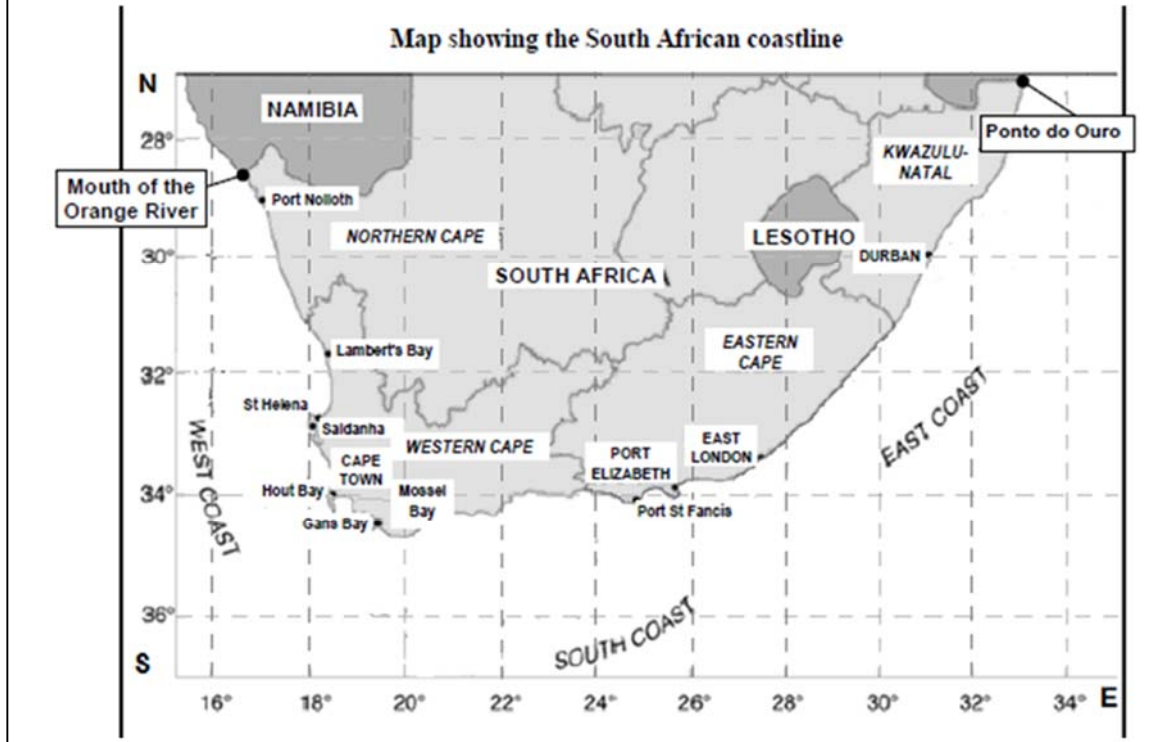 Map showing the South African coastline
N
NAMIBIA
Ponto do Ouro
28°
KWAZULU-
NATAL
Mouth of the
Orange River
Port Nolloth
NORTHERN CAPE
LESOTHO
30°
DURBAN
SOUTH AFRICA
EASTERN
CAPE
Lambert's Bay
32°
St Helena
Saldanha
WEST COAST
WESTERN CAPE
EAST
LONDON
EAST COAST
PORT
ELIZABETH
CAPE
TOWN
34°
Hout Bay
Mossel
Bay
Port St Fancis
Gans Bay
36°
SOUTH COAST
S
16° 18° 20° 22° 24° 26° 28° 30° 32° 34° E